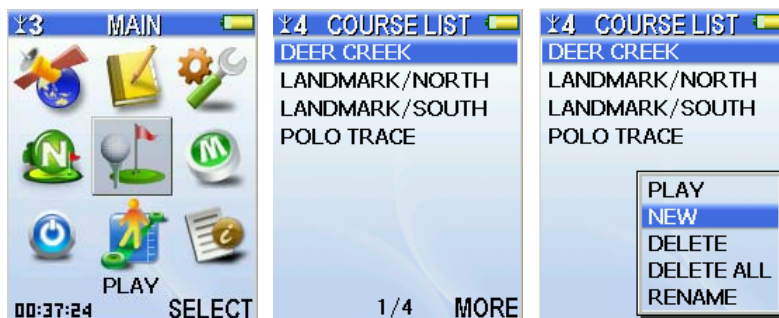 3 MAIN
N
M
PLAY
00:37:24 SELECT
4 COURSE LIST
DEER CREEK
LANDMARK/NORTH
LANDMARK/SOUTH
POLO TRACE
1/4 MORE
4 COURSE LIST
DEER CREEK
LANDMARK/NORTH
LANDMARK/SOUTH
POLO TRACE
PLAY
NEW
DELETE
DELETE ALL
RENAME